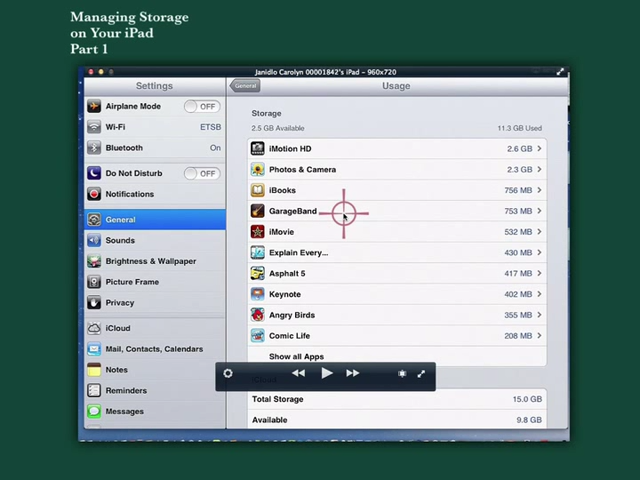 Managing Storage
on Your iPad
Part 1
Janidlo Carolyn 00001842's iPad - 960x720
Settings
General
Usage
Airplane Mode OFF
Wi-Fi ETSB
Bluetooth On
Do Not Disturb OFF
Notifications
General
Sounds
Brightness & Wallpaper
Picture Frame
Privacy
iCloud
Mail, Contacts, Calendars
Notes
Reminders
Messages
Storage
2.5 GB Available 11.3 GB Used
iMotion HD 2.6 GB
Photos & Camera 2.3 GB
iBooks 756 MB
GarageBand 753 MB
iMovie 532 MB
Explain Every... 430 MB
Asphalt 5 417 MB
Keynote 402 MB
Angry Birds 355 MB
Comic Life 208 MB
Show all Apps
Total Storage 15.0 GB
Available 9.8 GB